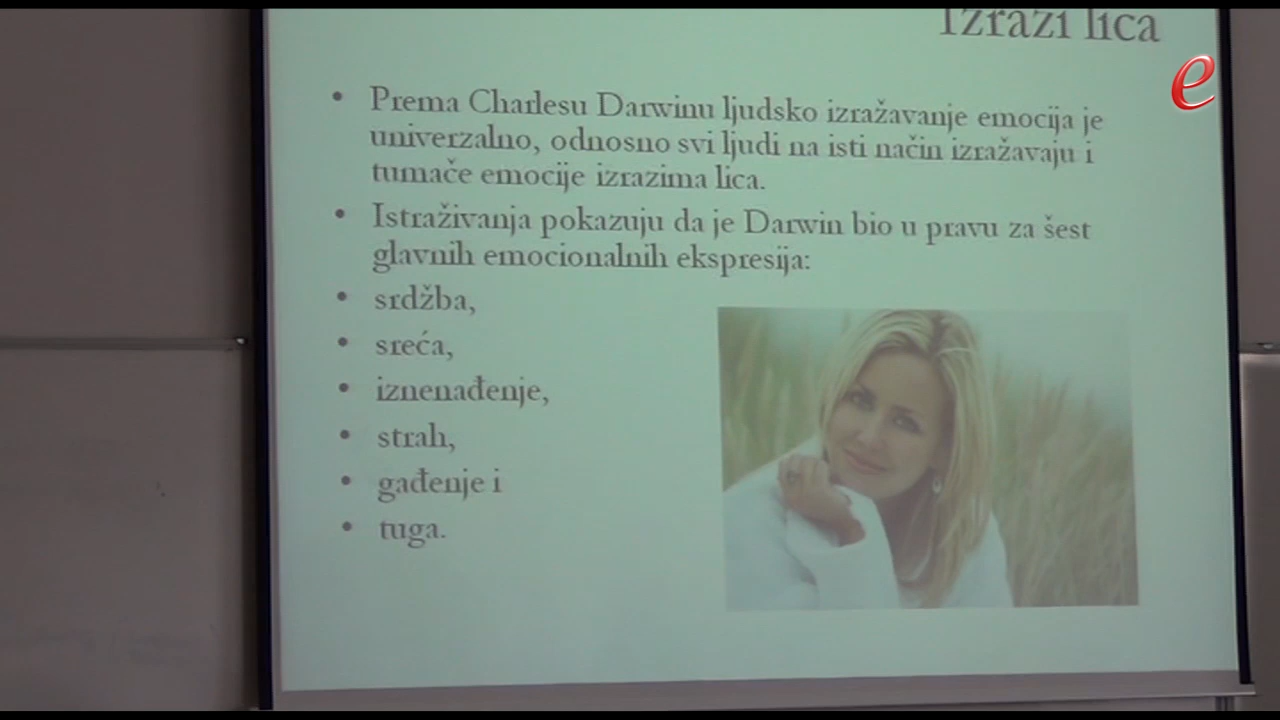 Izrazi lica
e
• Prema Charlesu Darwinu ljudsko izražavanje emocija je
univerzalno, odnosno svi ljudi na isti način izražavaju i
tumače emocije izrazima lica.
• Istraživanja pokazuju da je Darwin bio u pravu za šest
glavnih emocionalnih ekspresija:
• srdžba,
• sreća,
• iznenađenje,
• strah,
• gađenje i
• tuga.